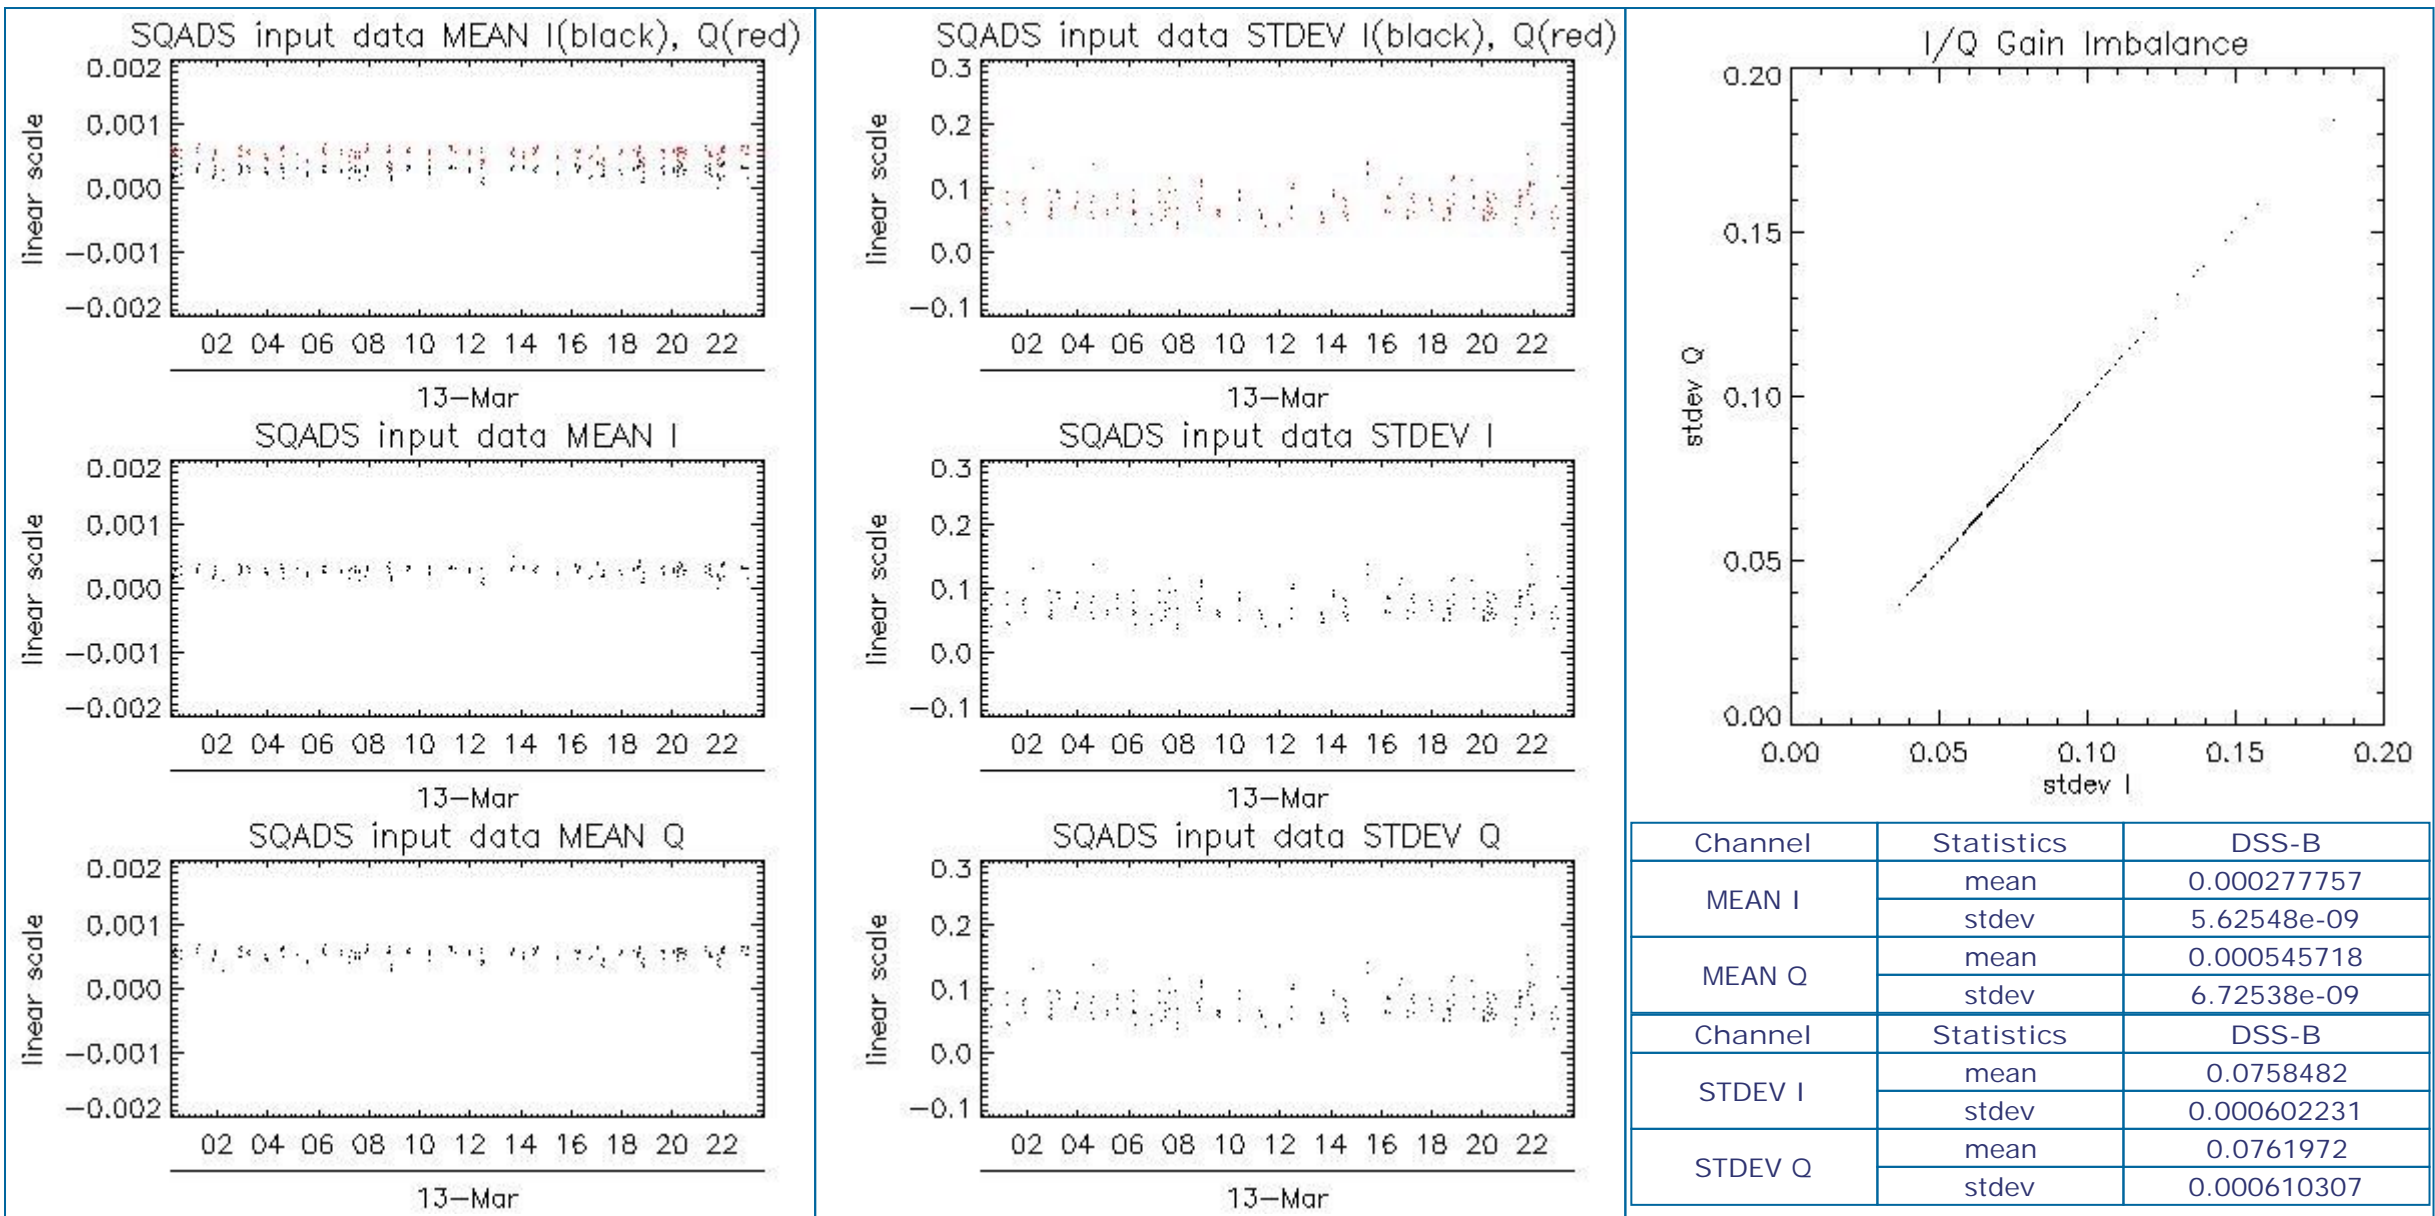 SQADS input data MEAN I(black), Q(red)
0.002
0.001
0.000
−0.001
−0.002
linear scale
02 04 06 08 10 12 14 16 18 20 22
13−Mar
SQADS input data MEAN I
0.002
0.001
0.000
−0.001
−0.002
linear scale
02 04 06 08 10 12 14 16 18 20 22
13−Mar
SQADS input data MEAN Q
0.002
0.001
0.000
−0.001
−0.002
linear scale
02 04 06 08 10 12 14 16 18 20 22
13−Mar
SQADS input data STDEV I(black), Q(red)
0.3
0.2
0.1
0.0
−0.1
linear scale
02 04 06 08 10 12 14 16 18 20 22
13−Mar
SQADS input data STDEV I
0.3
0.2
0.1
0.0
−0.1
linear scale
02 04 06 08 10 12 14 16 18 20 22
13−Mar
SQADS input data STDEV Q
0.3
0.2
0.1
0.0
−0.1
linear scale
02 04 06 08 10 12 14 16 18 20 22
13−Mar
I/Q Gain Imbalance
0.20
0.15
0.10
0.05
0.00
stdev Q
0.00 0.05 0.10 0.15 0.20
stdev I
Channel Statistics DSS-B
MEAN I
mean 0.000277757
stdev 5.62548e-09
MEAN Q
mean 0.000545718
stdev 6.72538e-09
Channel Statistics DSS-B
STDEV I
mean 0.0758482
stdev 0.000602231
STDEV Q
mean 0.0761972
stdev 0.000610307